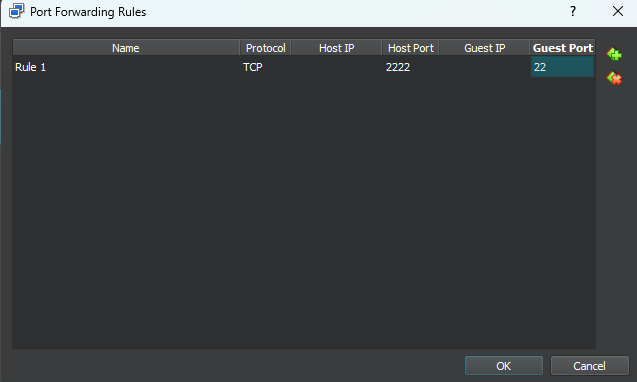 Port Forwarding Rules ?
Name Protocol Host IP Host Port Guest IP Guest Port
Rule 1 TCP 2222 22
OK Cancel